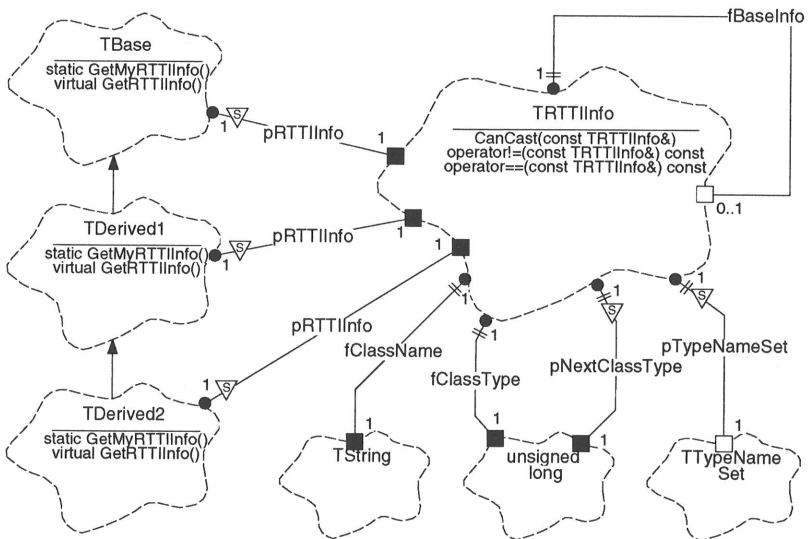 fBaseInfo
TBase
static GetMyRTTIInfo()
virtual GetRTTIInfo()
S
1
pRTTIInfo
1
1
TRTTIInfo
CanCast(const TRTTIInfo&)
operator!=(const TRTTIInfo&) const
operator==(const TRTTIInfo&) const
0..1
TDerived1
static GetMyRTTIInfo()
virtual GetRTTIInfo()
S
1
pRTTIInfo
1
1
pRTTIInfo
1
S
TDerived2
static GetMyRTTIInfo()
virtual GetRTTIInfo()
1
fClassName
1
TString
1
fClassType
1
1
S
pNextClassType
1
unsigned
long
1
S
pTypeNameSet
1
TTypeName
Set